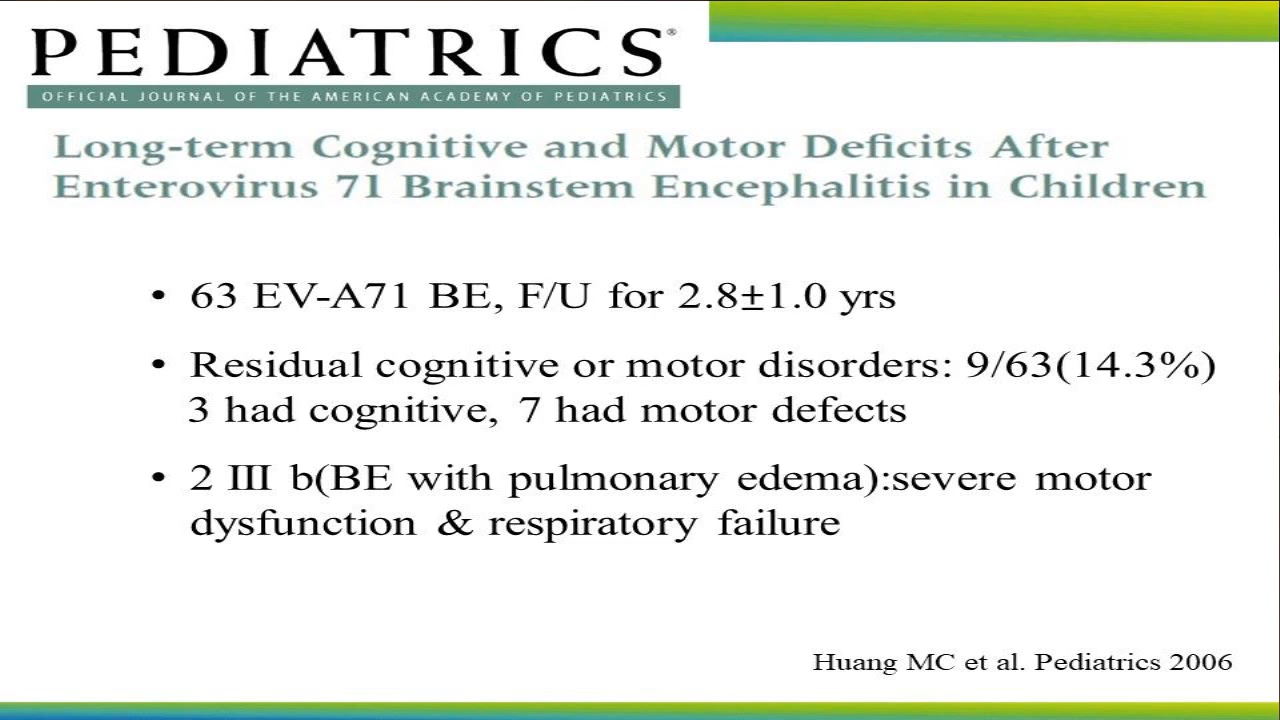 PEDIATRICS®
OFFICIAL JOURNAL OF THE AMERICAN ACADEMY OF PEDIATRICS
Long-term Cognitive and Motor Deficits After
Enterovirus 71 Brainstem Encephalitis in Children
• 63 EV-A71 BE, F/U for 2.8±1.0 yrs
• Residual cognitive or motor disorders: 9/63(14.3%)
3 had cognitive, 7 had motor defects
• 2 III b(BE with pulmonary edema):severe motor
dysfunction & respiratory failure
Huang MC et al. Pediatrics 2006